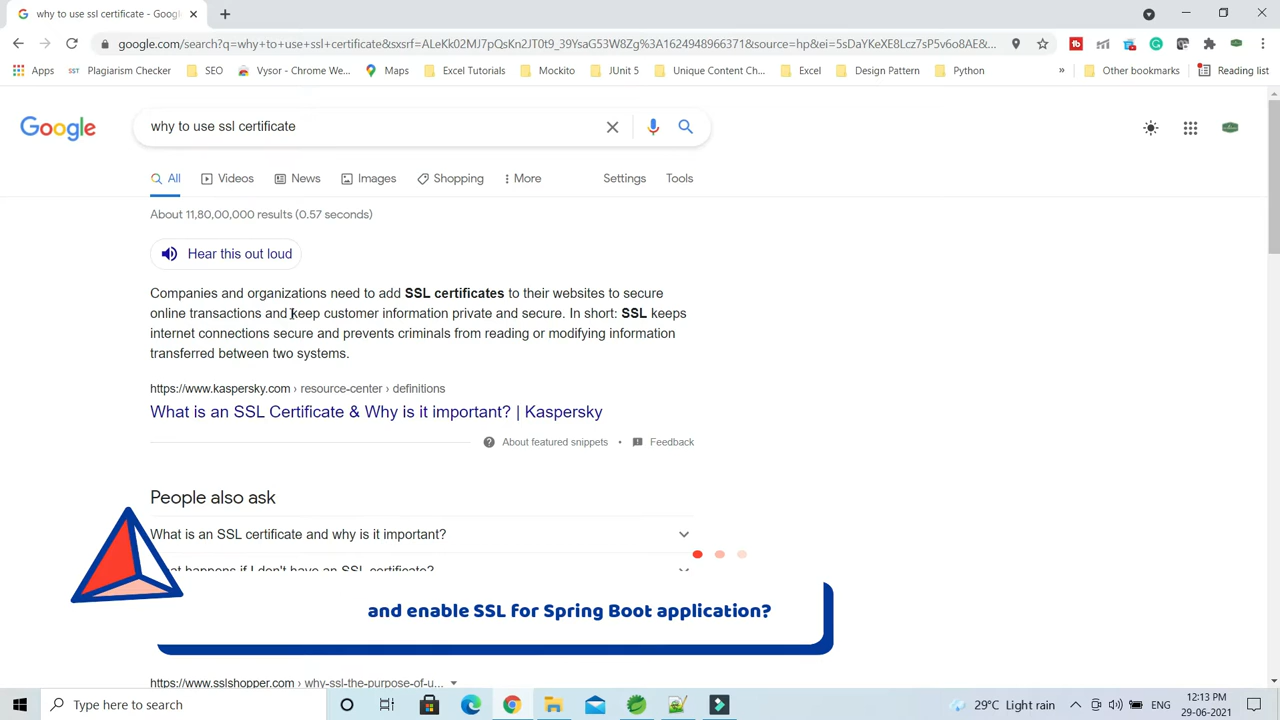 why to use ssl certificate - Googl
google.com/search?q=why+to+use+ssl+certificate&sxsrf=ALeKk02MJ7pQsKn2JT0t9_39YsaG53W8Zg%3A1624948966371&source=hp&ei=5sDaYKeXE8Lcz7sP5v6o8AE&...
Apps
Plagiarism Checker
SEO
Vysor - Chrome We...
Maps
Excel Tutorials
Mockito
JUnit 5
Unique Content Ch...
Excel
Design Pattern
Python
»
Other bookmarks
Reading list
Google
why to use ssl certificate
All
Videos
News
Images
Shopping
More
Settings
Tools
About 11,80,00,000 results (0.57 seconds)
Hear this out loud
Companies and organizations need to add SSL certificates to their websites to secure
online transactions and keep customer information private and secure. In short: SSL keeps
internet connections secure and prevents criminals from reading or modifying information
transferred between two systems.
https://www.kaspersky.com › resource-center › definitions
What is an SSL Certificate & Why is it important? | Kaspersky
About featured snippets • Feedback
People also ask
What is an SSL certificate and why is it important?
What happens if I don't have an SSL certificate?
and enable SSL for Spring Boot application?
https://www.sslshopper.com › why-ssl-the-purpose-of-u...
Type here to search
29°C Light rain
ENG
12:13 PM
29-06-2021